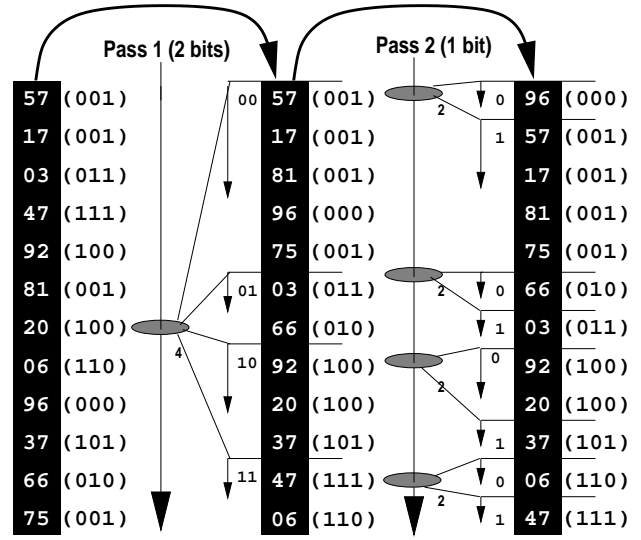 Pass 1 (2 bits) Pass 2 (1 bit)
57 (001) 00 57 (001) 2 0 96 (000)
17 (001) 17 (001) 1 57 (001)
03 (011) 81 (001) 17 (001)
47 (111) 96 (000) 81 (001)
92 (100) 75 (001) 75 (001)
81 (001) 01 03 (011) 2 0 66 (010)
20 (100) 4 66 (010) 1 03 (011)
06 (110) 10 92 (100) 2 0 92 (100)
96 (000) 20 (100) 20 (100)
37 (101) 37 (101) 1 37 (101)
66 (010) 11 47 (111) 2 0 06 (110)
75 (001) 06 (110) 1 47 (111)